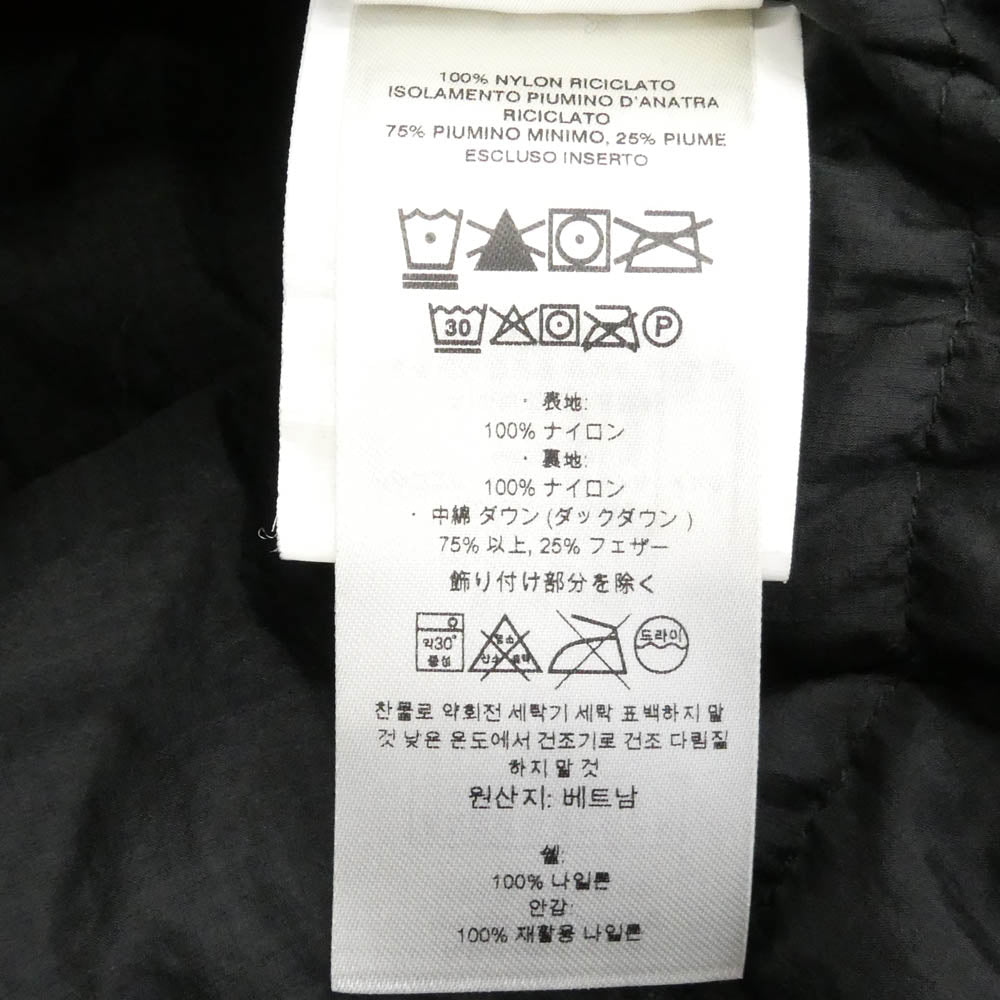 100% NYLON RICICLATO
ISOLAMENTO PIUMINO D'ANATRA
RICICLATO
75% PIUMINO MINIMO, 25% PIUME
ESCLUSO INSERTO
30
P
· 表地:
100% ナイロン
· 裏地:
100% ナイロン
· 中綿 ダウン (ダックダウン )
75% 以上, 25% フェザー
飾り付け部分を除く
약30°
중성
드라이
찬물로 약회전 세탁기 세탁 표백하지 말
것 낮은 온도에서 건조기로 건조 다림질
하지 말 것
원산지: 베트남
쉘:
100% 나일론
안감:
100% 재활용 나일론